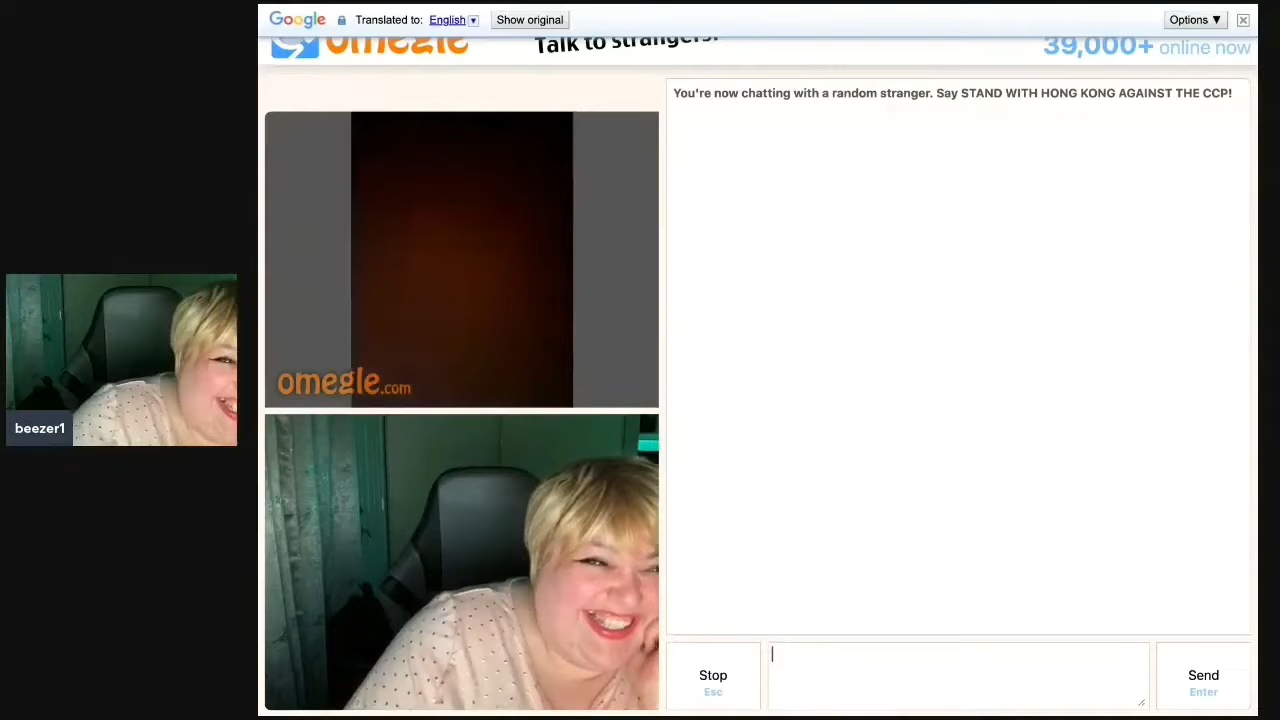 Google Translated to: English ▼ Show original Options ▼
omegle Talk to strangers! 39,000+ online now
You're now chatting with a random stranger. Say STAND WITH HONG KONG AGAINST THE CCP!
omegle.com
beezer1
Stop
Esc
Send
Enter